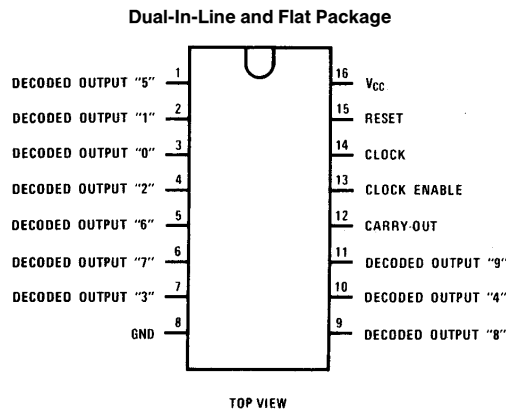 Dual-In-Line and Flat Package
DECODED OUTPUT "5" 1 16 VCC
DECODED OUTPUT "1" 2 15 RESET
DECODED OUTPUT "0" 3 14 CLOCK
DECODED OUTPUT "2" 4 13 CLOCK ENABLE
DECODED OUTPUT "6" 5 12 CARRY-OUT
DECODED OUTPUT "7" 6 11 DECODED OUTPUT "9"
DECODED OUTPUT "3" 7 10 DECODED OUTPUT "4"
GND 8 9 DECODED OUTPUT "8"
TOP VIEW